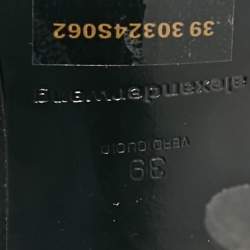 39
VERO CUOIO
alexanderwang
39 30324S062